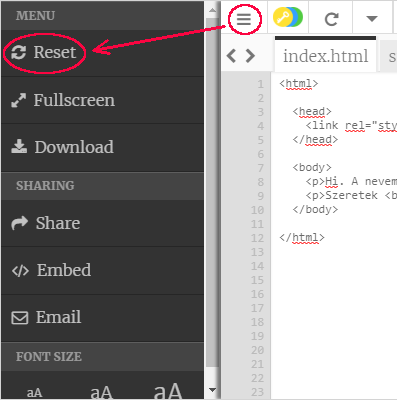 MENU
Reset
Fullscreen
Download
SHARING
Share
Embed
Email
FONT SIZE
aA aA aA
index.html
1 <html>
2
3 <head>
4 <link rel="sty
5 </head>
6
7 <body>
8 <p>Hi. A nevem
9 <p>Szeretek <b
10 </body>
11
12 </html>
13
14
15
16
17
18
19
20
21
22
23